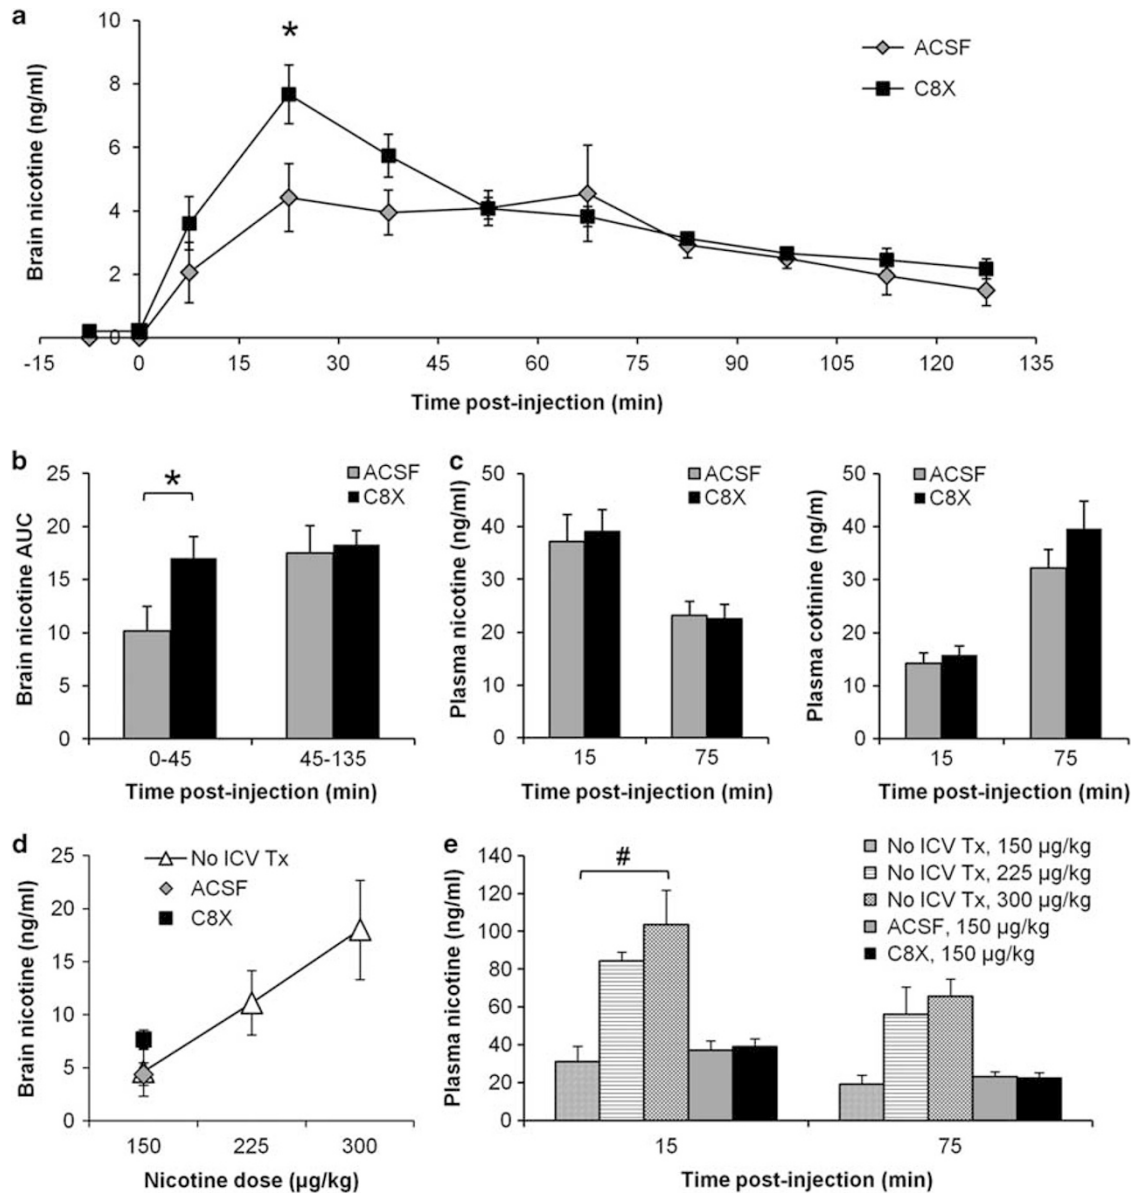 a
10
8
6
4
2
0
Brain nicotine (ng/ml)
*
ACSF
C8X
-15 0 15 30 45 60 75 90 105 120 135
Time post-injection (min)
b
25
20
15
10
5
0
Brain nicotine AUC
*
ACSF
C8X
0-45 45-135
Time post-injection (min)
c
50
40
30
20
10
0
Plasma nicotine (ng/ml)
ACSF
C8X
15 75
Time post-injection (min)
50
40
30
20
10
0
Plasma cotinine (ng/m)
ACSF
C8X
15 75
Time post-injection (min)
d
25
20
15
10
5
0
Brain nicotine (ng/ml)
No ICV Tx
ACSF
C8X
150 225 300
Nicotine dose (µg/kg)
e
140
120
100
80
60
40
20
0
Plasma nicotine (ng/ml)
#
No ICV Tx, 150 µg/kg
No ICV Tx, 225 µg/kg
No ICV Tx, 300 µg/kg
ACSF, 150 µg/kg
C8X, 150 µg/kg
15 75
Time post-injection (min)